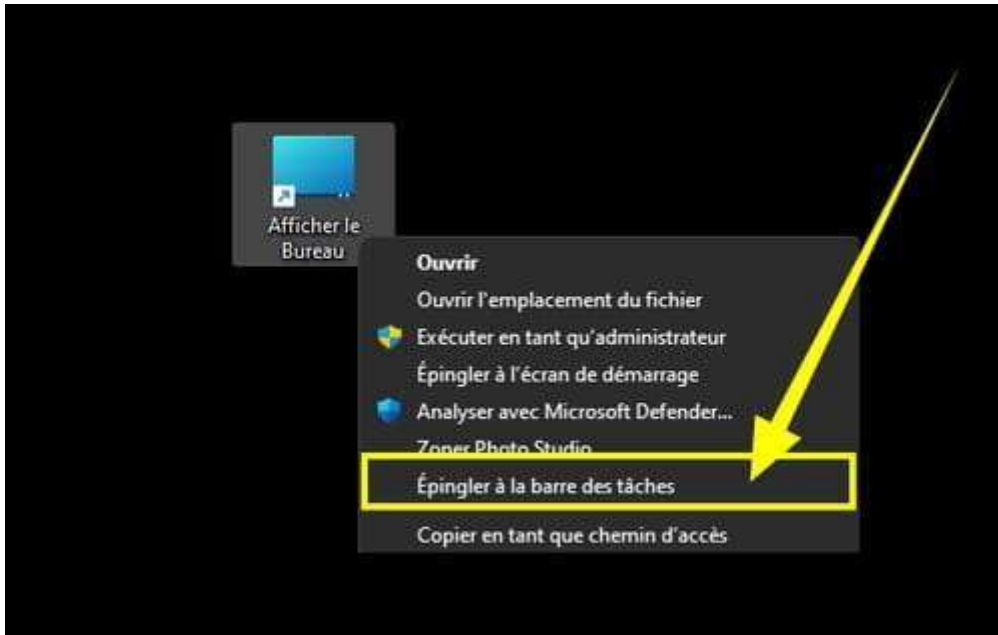 Afficher le
Bureau
Ouvrir
Ouvrir l'emplacement du fichier
Exécuter en tant qu'administrateur
Épingler à l'écran de démarrage
Analyser avec Microsoft Defender...
Zoner Photo Studio
Épingler à la barre des tâches
Copier en tant que chemin d'accès